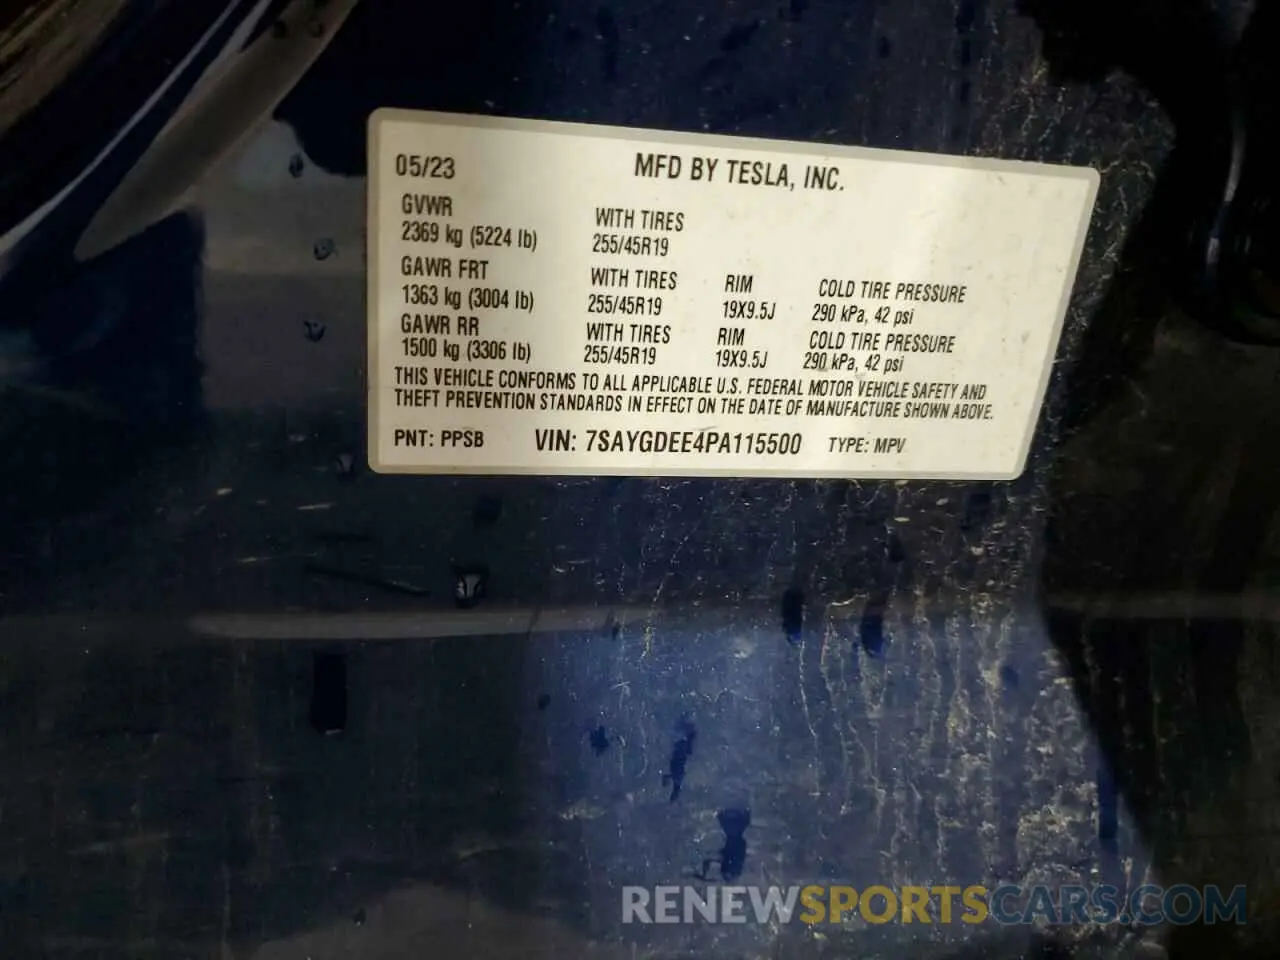 05/23 MFD BY TESLA, INC.
GVWR WITH TIRES
2369 kg (5224 lb) 255/45R19
GAWR FRT WITH TIRES RIM COLD TIRE PRESSURE
1363 kg (3004 lb) 255/45R19 19X9.5J 290 kPa, 42 psi
GAWR RR WITH TIRES RIM COLD TIRE PRESSURE
1500 kg (3306 lb) 255/45R19 19X9.5J 290 kPa, 42 psi
THIS VEHICLE CONFORMS TO ALL APPLICABLE U.S. FEDERAL MOTOR VEHICLE SAFETY AND
THEFT PREVENTION STANDARDS IN EFFECT ON THE DATE OF MANUFACTURE SHOWN ABOVE.
PNT: PPSB VIN: 7SAYGDEE4PA115500 TYPE: MPV
RENEWSPORTSCARS.COM